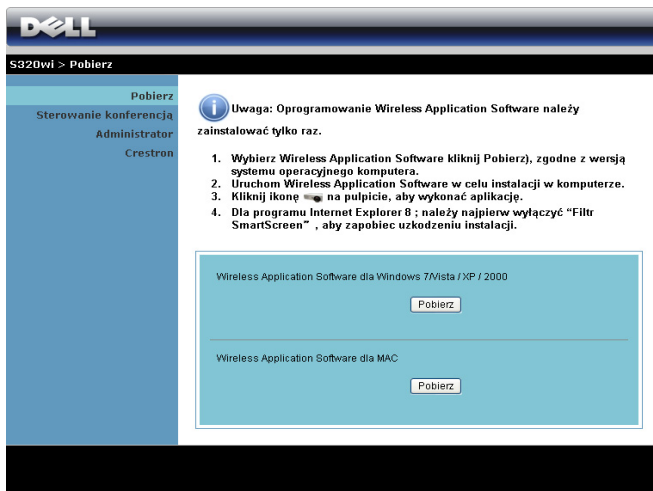 DELL
S320wi > Pobierz
Pobierz
Sterowanie konferencją
Administrator
Crestron
Uwaga: Oprogramowanie Wireless Application Software należy
zainstalować tylko raz.
1. Wybierz Wireless Application Software kliknij Pobierz), zgodne z wersją
systemu operacyjnego komputera.
2. Uruchom Wireless Application Software w celu instalacji w komputerze.
3. Kliknij ikonę na pulpicie, aby wykonać aplikację.
4. Dla programu Internet Explorer 8 ; należy najpierw wyłączyć “Filtr
SmartScreen” , aby zapobiec uzkodzeniu instalacji.
Wireless Application Software dla Windows 7/Vista / XP / 2000
Pobierz
Wireless Application Software dla MAC
Pobierz